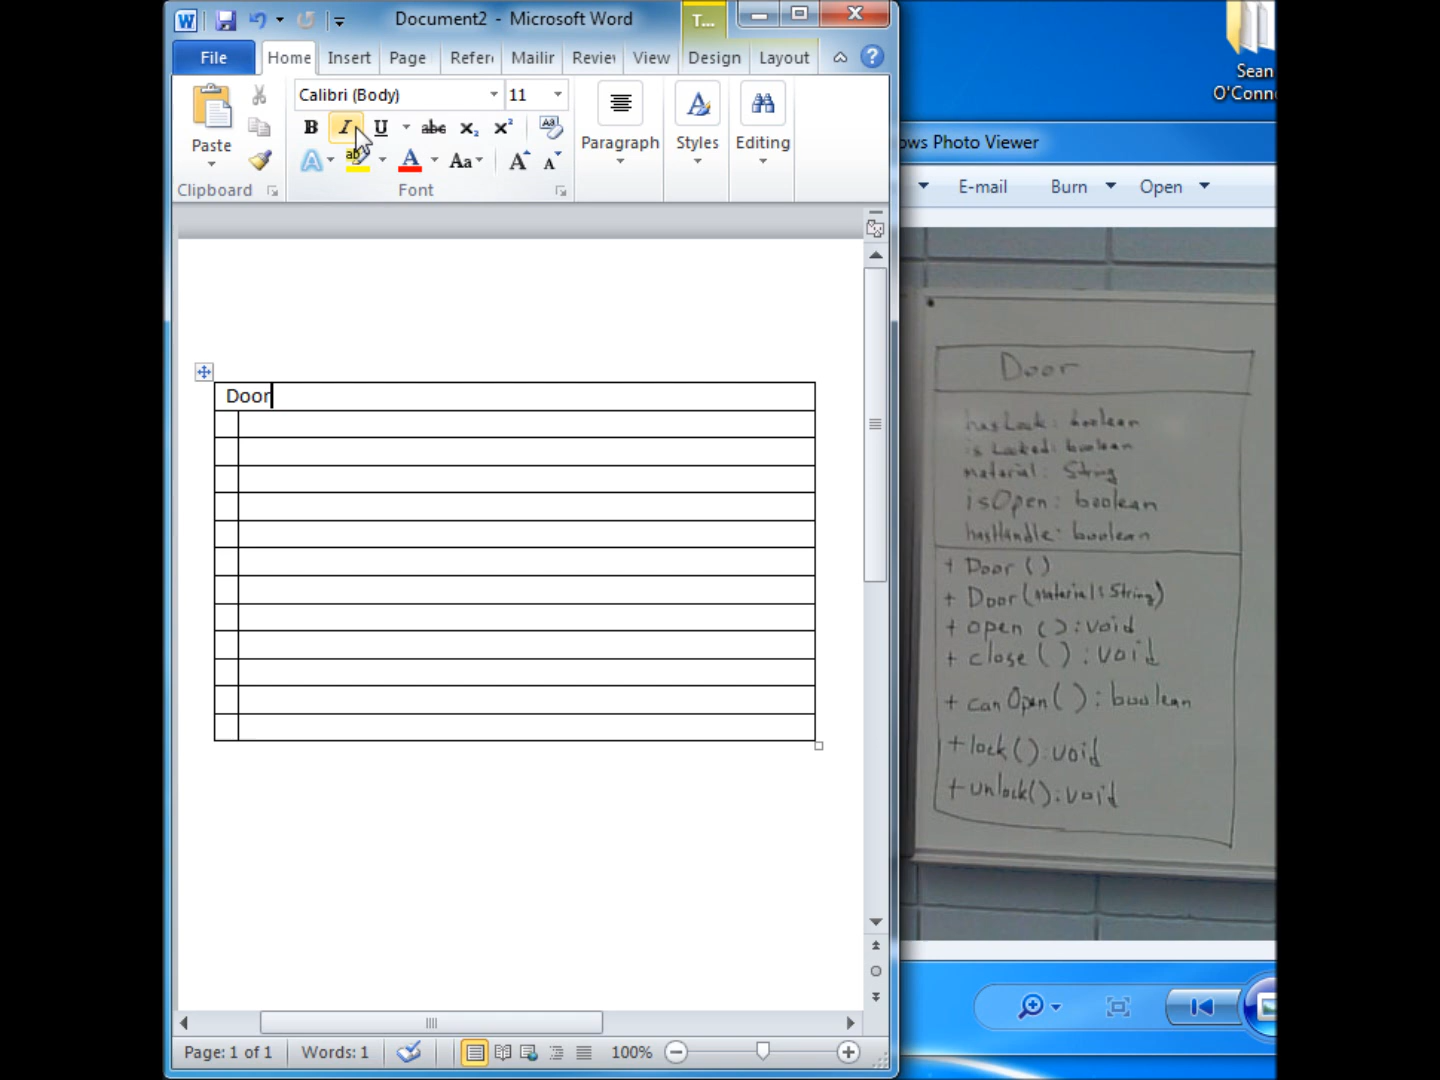 Document2 - Microsoft Word
T...
File
Home
Insert
Page
Refer
Mailin
Review
View
Design
Layout
Calibri (Body)
11
B I U abc x₂ x² Aa A A
Paste
Paragraph
Styles
Editing
Clipboard
Font
Door
Page: 1 of 1
Words: 1
100%
Sean
O'Conn
ows Photo Viewer
E-mail
Burn
Open
Door
hasLock: boolean
isLocked: boolean
material: String
isOpen: boolean
hasHandle: boolean
+ Door ()
+ Door(material:String)
+ open ():void
+ close ():void
+ canOpen():boolean
+lock():void
+unlock():void